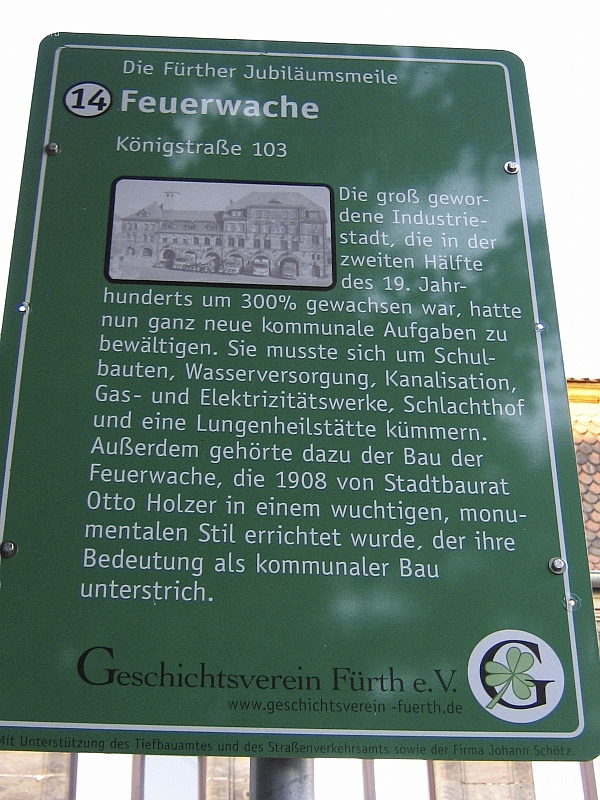 Die Fürther Jubiläumsmeile
14 Feuerwache
Königstraße 103
Die groß gewor-
dene Industrie-
stadt, die in der
zweiten Hälfte
des 19. Jahr-
hunderts um 300% gewachsen war, hatte
nun ganz neue kommunale Aufgaben zu
bewältigen. Sie musste sich um Schul-
bauten, Wasserversorgung, Kanalisation,
Gas- und Elektrizitätswerke, Schlachthof
und eine Lungenheilstätte kümmern.
Außerdem gehörte dazu der Bau der
Feuerwache, die 1908 von Stadtbaurat
Otto Holzer in einem wuchtigen, monu-
mentalen Stil errichtet wurde, der ihre
Bedeutung als kommunaler Bau
unterstrich.
Geschichtsverein Fürth e.V.
www.geschichtsverein -fuerth.de
G
Mit Unterstützung des Tiefbauamtes und des Straßenverkehrsamts sowie der Firma Johann Schötz.